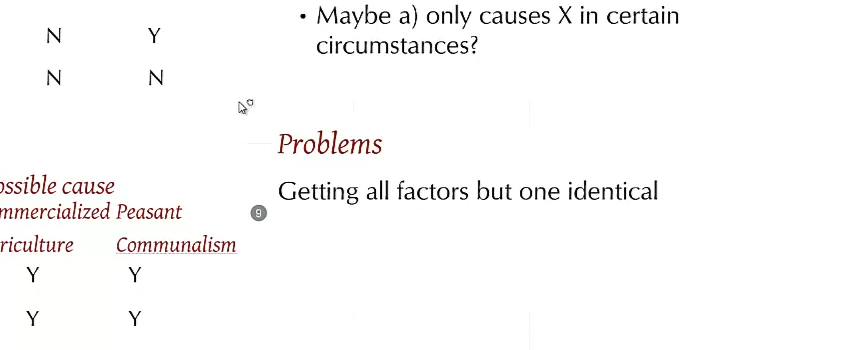 • Maybe a) only causes X in certain
circumstances?
N Y
N N
Problems
Getting all factors but one identical
9
ossible cause
mmercialized Peasant
riculture Communalism
Y Y
Y Y